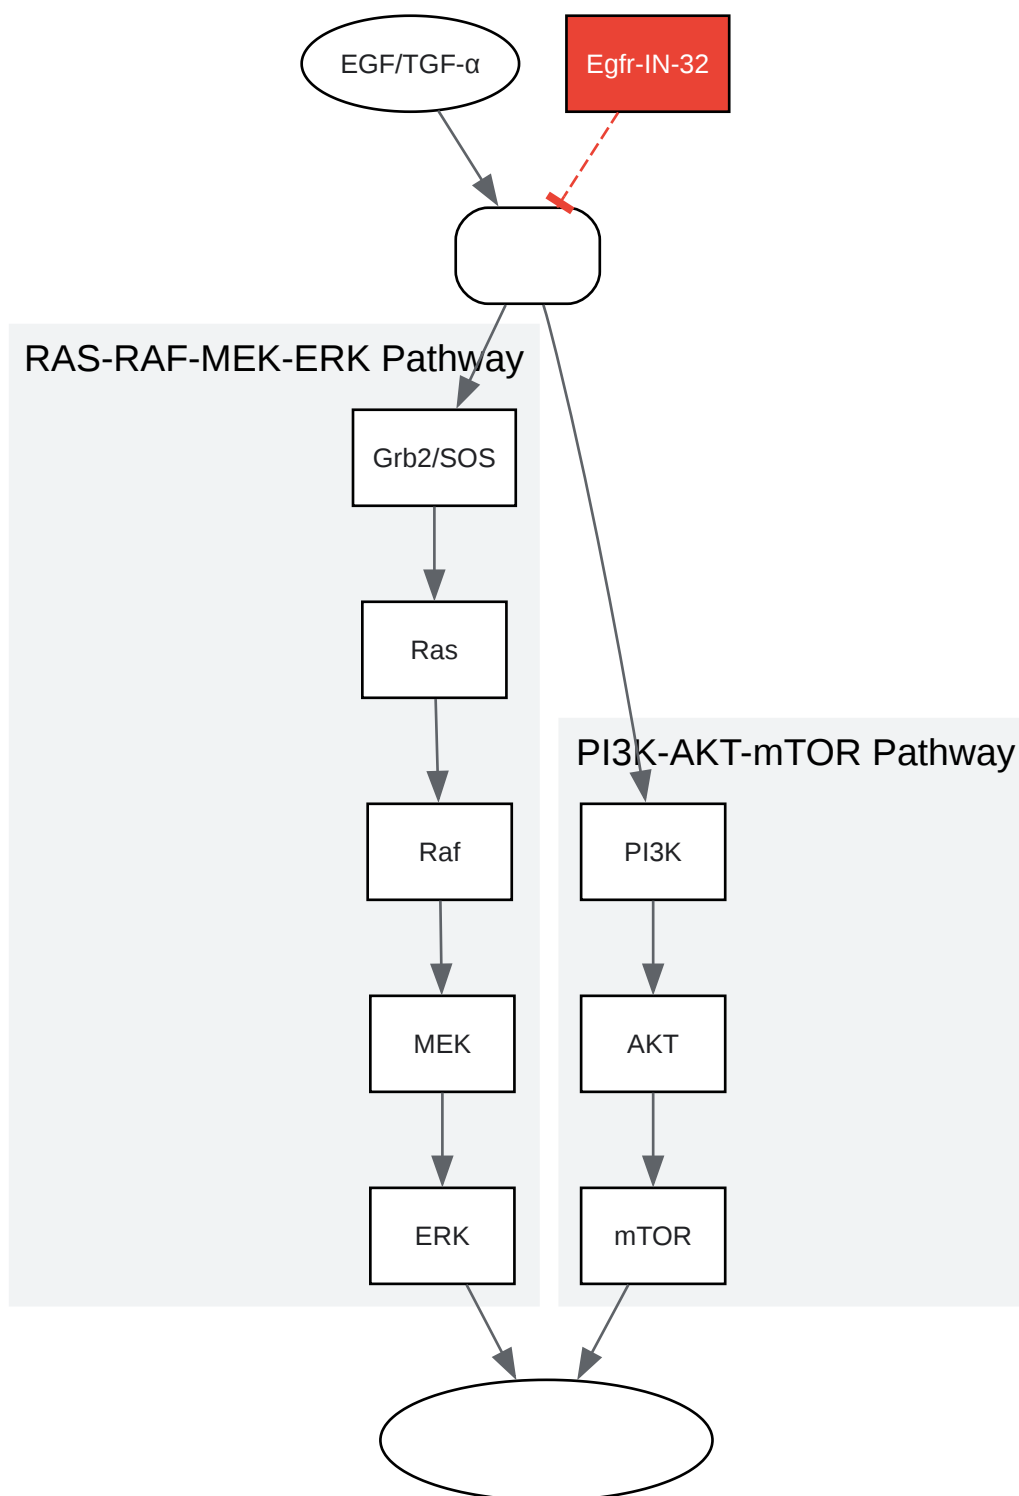 EGF/TGF-α
Egfr-IN-32
RAS-RAF-MEK-ERK Pathway
Grb2/SOS
Ras
Raf
MEK
ERK
PI3K-AKT-mTOR Pathway
PI3K
AKT
mTOR